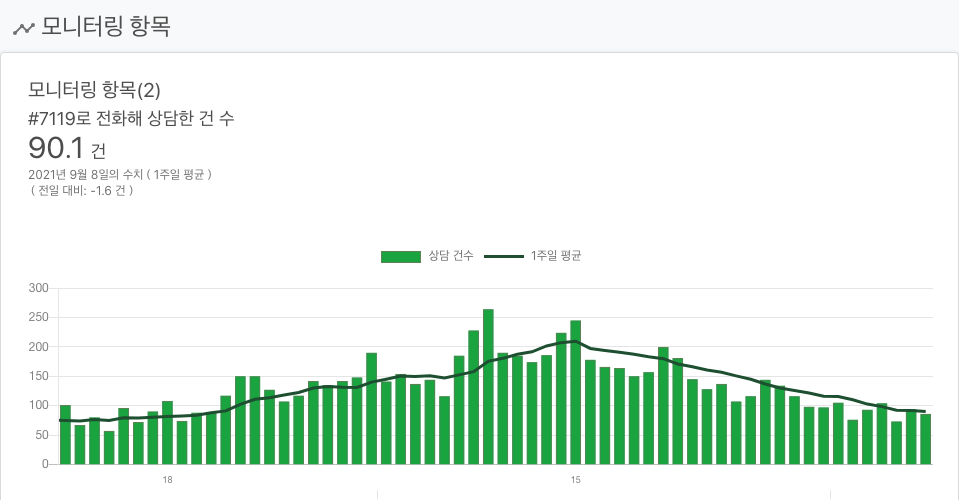 모니터링 항목
모니터링 항목(2)
#7119로 전화해 상담한 건 수
90.1 건
2021년 9월 8일의 수치 ( 1주일 평균 )
( 전일 대비: -1.6 건 )
상담 건수 1주일 평균
300
250
200
150
100
50
0
18 15